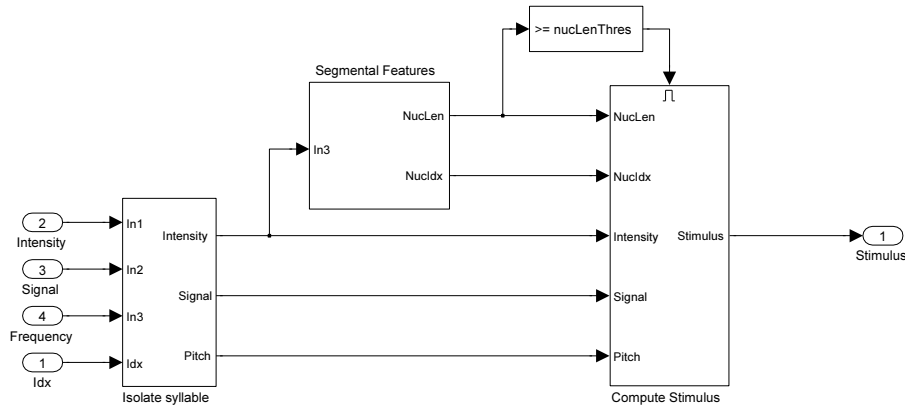 >= nucLenThres
Segmental Features
NucLen
In3
NucIdx
NucLen
NucIdx
Intensity
Signal
Pitch
Stimulus
Compute Stimulus
2
Intensity
3
Signal
4
Frequency
1
Idx
In1
In2
In3
Idx
Intensity
Signal
Pitch
Isolate syllable
1
Stimulus